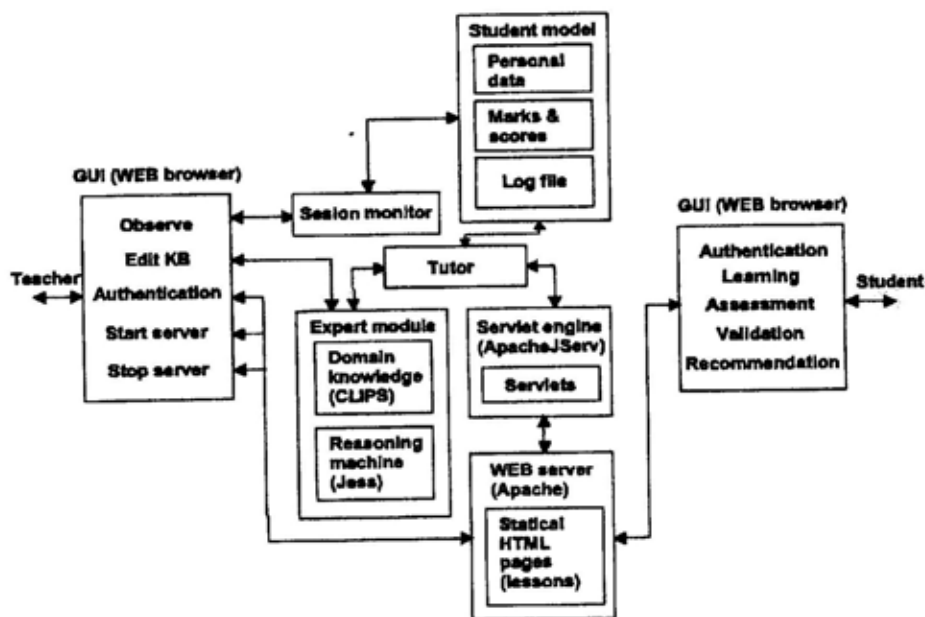 Student model
Personal
data
Marks &
scores
Log file
GUI (WEB browser)
Observe
Edit KB
Authentication
Start server
Stop server
Teacher
Sesion monitor
Tutor
Expert module
Domain
knowledge
(CLIPS)
Reasoning
machine
(Jess)
Servlet engine
(ApacheJServ)
Servlets
WEB server
(Apache)
Statical
HTML
pages
(lessons)
GUI (WEB browser)
Authentication
Learning
Assessment
Validation
Recommendation
Student